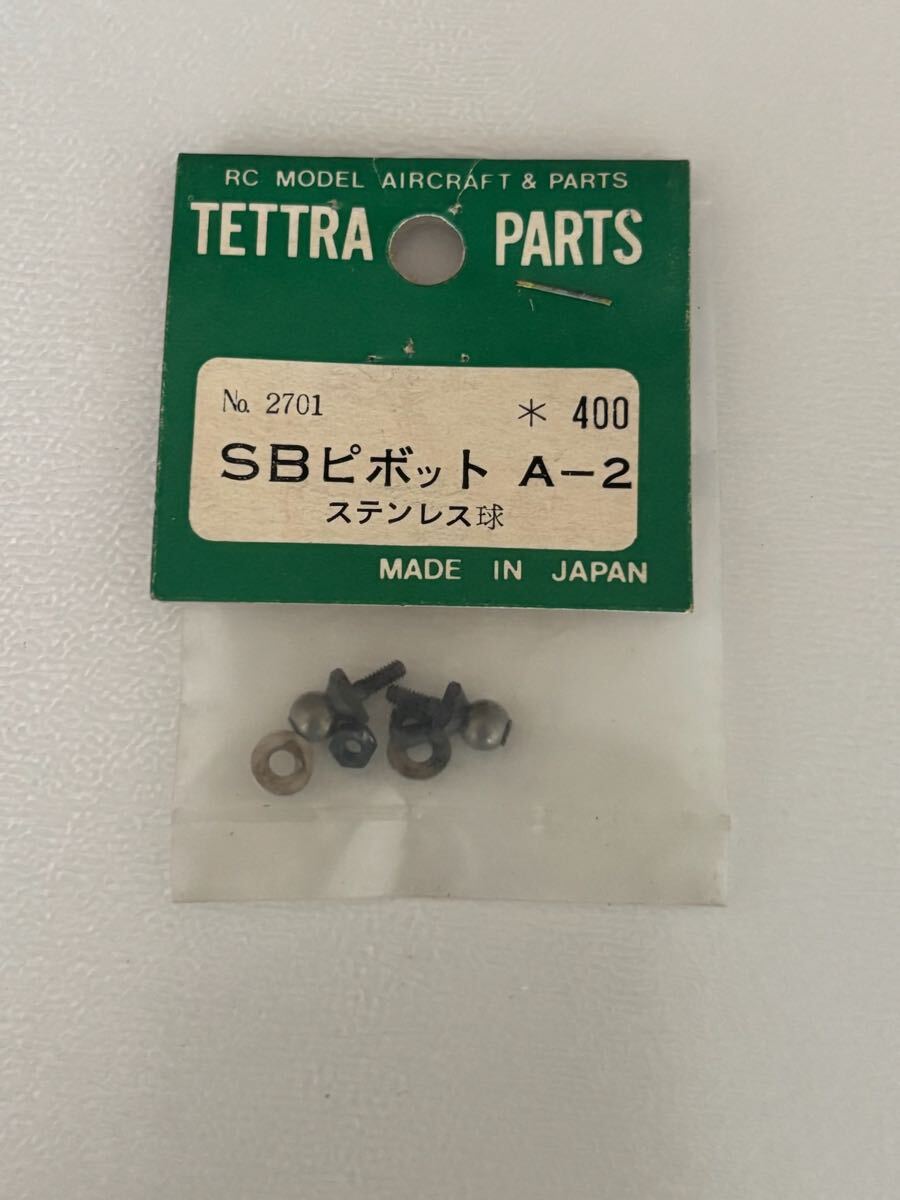 RC MODEL AIRCRAFT & PARTS
TETTRA PARTS
No. 2701 * 400
SBピボット A-2
ステンレス球
MADE IN JAPAN